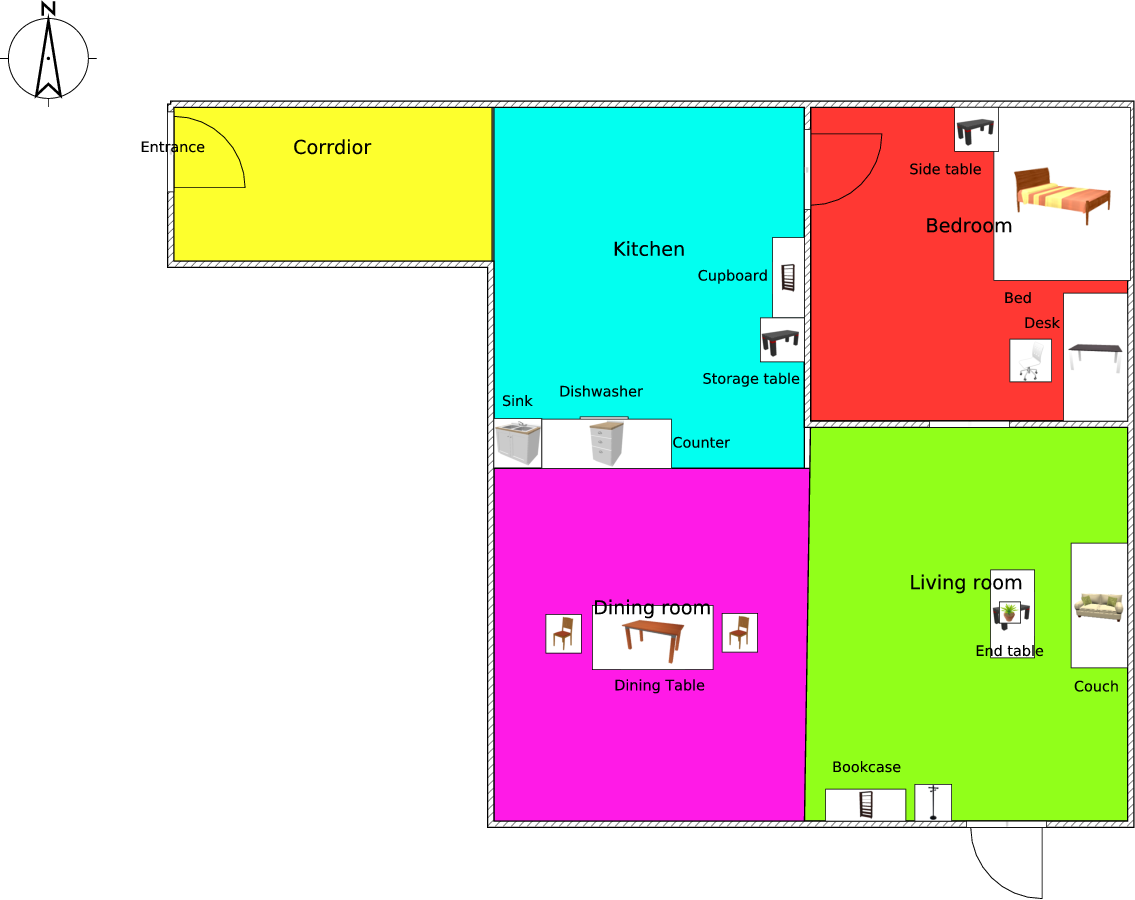 N
Entrance
Corrdior
Side table
Bedroom
Kitchen
Cupboard
Bed
Desk
Storage table
Dishwasher
Sink
Counter
Living room
Dining room
End table
Dining Table
Couch
Bookcase